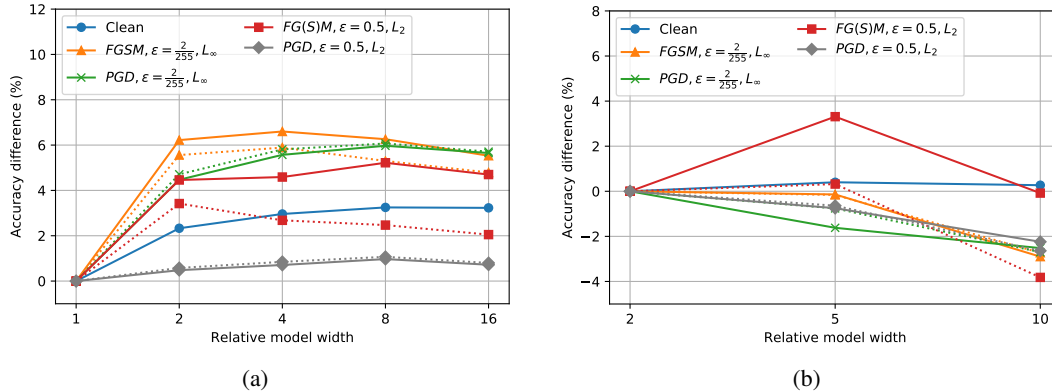 12
10
8
6
4
2
0
Accuracy difference (%)
Clean
FGSM, ε = 2/255, L∞
PGD, ε = 2/255, L∞
FG(S)M, ε = 0.5, L₂
PGD, ε = 0.5, L₂
1 2 4 8 16
Relative model width
(a)
8
6
4
2
0
−2
−4
Accuracy difference (%)
Clean
FGSM, ε = 2/255, L∞
PGD, ε = 2/255, L∞
FG(S)M, ε = 0.5, L₂
PGD, ε = 0.5, L₂
2 5 10
Relative model width
(b)